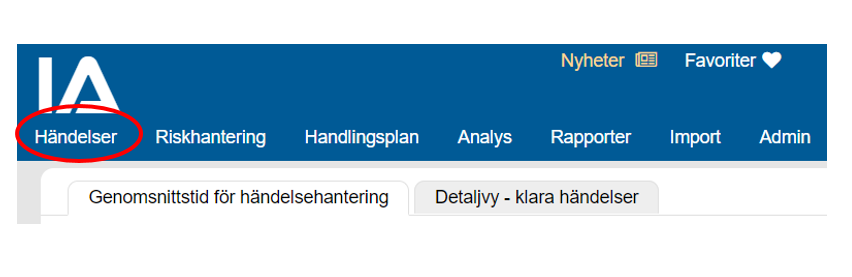 Nyheter Favoriter
IA
Händelser Riskhantering Handlingsplan Analys Rapporter Import Admin
Genomsnittstid för händelsehantering Detaljvy - klara händelser